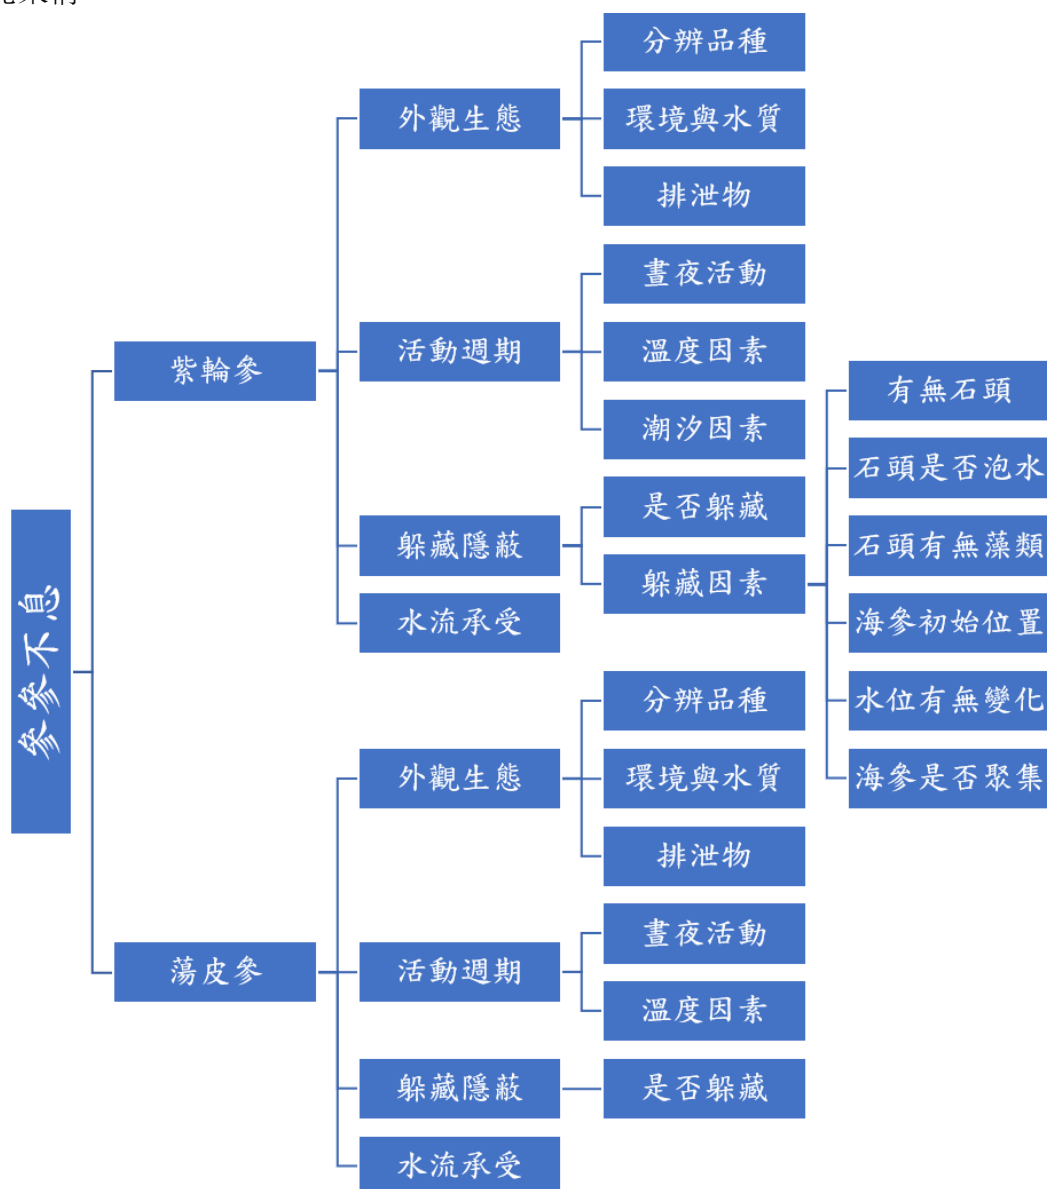 參參不息
紫輪參
外觀生態
分辨品種
環境與水質
排泄物
活動週期
晝夜活動
溫度因素
潮汐因素
躲藏隱蔽
是否躲藏
躲藏因素
有無石頭
石頭是否泡水
石頭有無藻類
海參初始位置
水位有無變化
海參是否聚集
水流承受
蕩皮參
外觀生態
分辨品種
環境與水質
排泄物
活動週期
晝夜活動
溫度因素
躲藏隱蔽
是否躲藏
水流承受